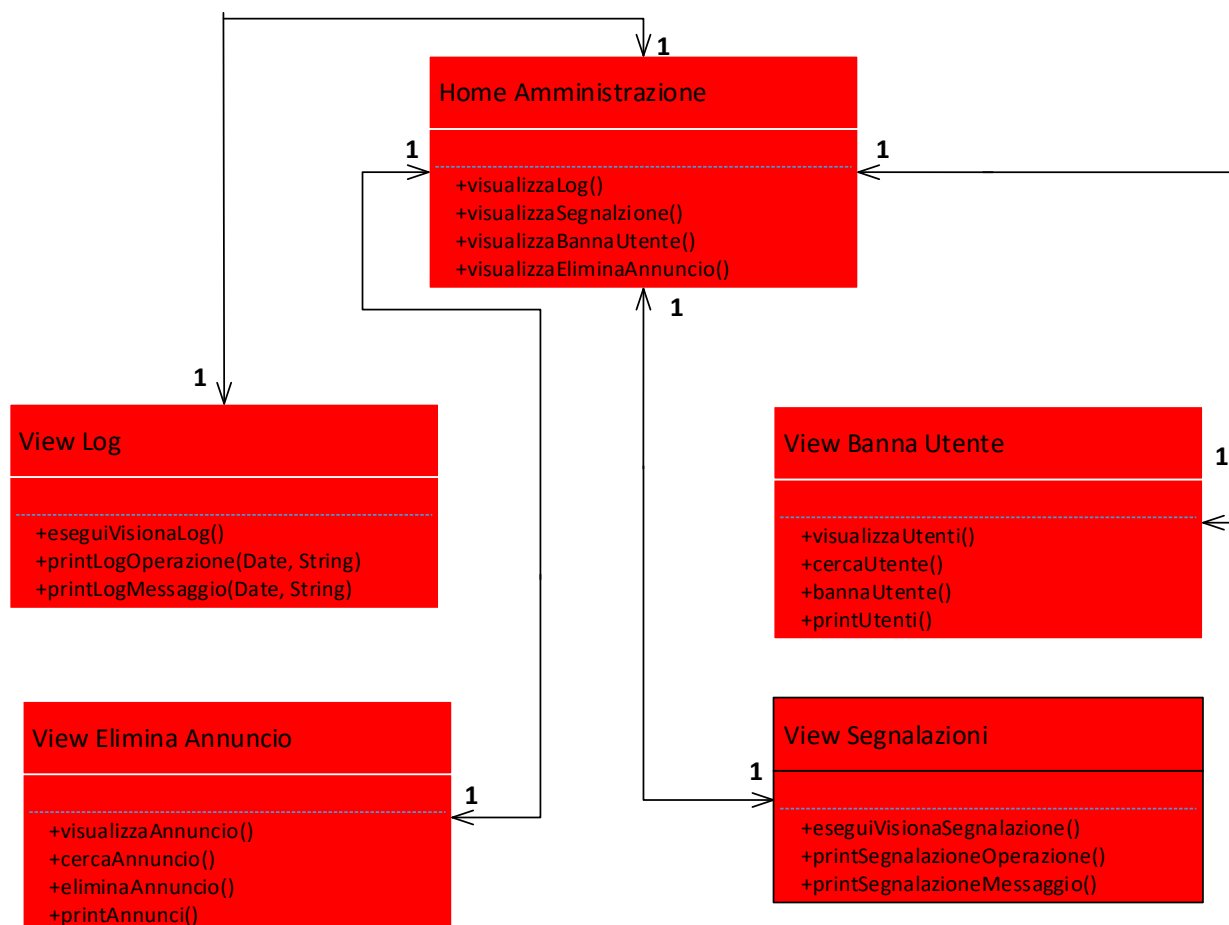 1
Home Amministrazione
1
1
+visualizzaLog()
+visualizzaSegnalzione()
+visualizzaBannaUtente()
+visualizzaEliminaAnnuncio()
1
1
View Log
+eseguiVisionaLog()
+printLogOperazione(Date, String)
+printLogMessaggio(Date, String)
View Banna Utente
1
+visualizzaUtenti()
+cercaUtente()
+bannaUtente()
+printUtenti()
View Elimina Annuncio
1
+visualizzaAnnuncio()
+cercaAnnuncio()
+eliminaAnnuncio()
+printAnnunci()
View Segnalazioni
1
+eseguiVisionaSegnalazione()
+printSegnalazioneOperazione()
+printSegnalazioneMessaggio()